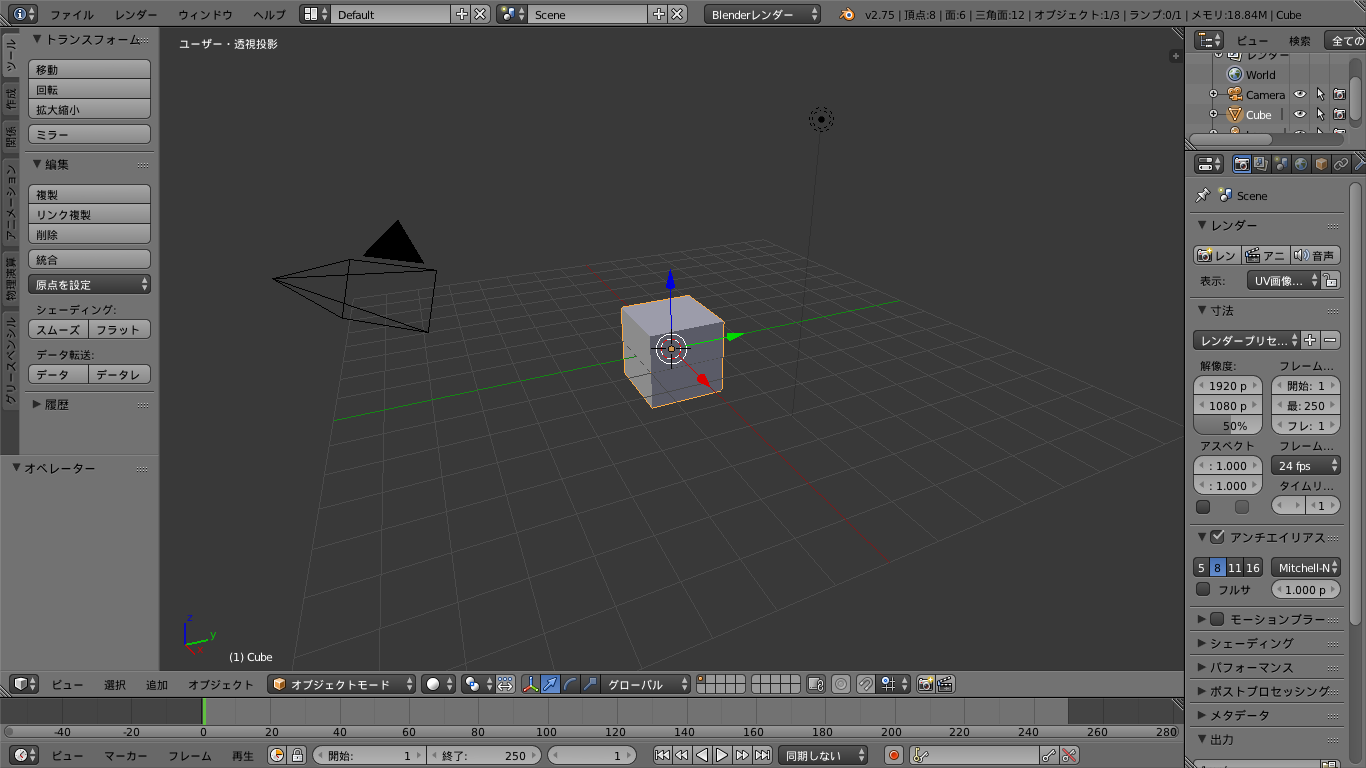 ファイル レンダー ウィンドウ ヘルプ Default Scene Blenderレンダー v2.75 | 頂点:8 | 面:6 | 三角面:12 | オブジェクト:1/3 | ランプ:0/1 | メモリ:18.84M | Cube
ツール
作成
関係
アニメーション
物理演算
グリースペンシル
トランスフォーム
移動
回転
拡大縮小
ミラー
編集
複製
リンク複製
削除
統合
原点を設定
シェーディング:
スムーズ フラット
データ転送:
データ データレ
履歴
オペレーター
ユーザー・透視投影
z
y
x
(1) Cube
ビュー 選択 追加 オブジェクト オブジェクトモード グローバル
-40 -20 0 20 40 60 80 100 120 140 160 180 200 220 240 260 280
ビュー マーカー フレーム 再生 開始: 1 終了: 250 1 同期しない
ビュー 検索 全ての
レンダー
World
Camera
Cube
Scene
レンダー
レン アニ 音声
表示: UV画像...
寸法
レンダープリセ...
解像度: フレーム...
1920 p 開始: 1
1080 p 最: 250
50% フレ: 1
アスペクト フレーム...
: 1.000 24 fps
: 1.000 タイムリ...
1
アンチエイリアス
5 8 11 16 Mitchell-N
フルサ 1.000 p
モーションブラー
シェーディング
パフォーマンス
ポストプロセッシング
メタデータ
出力